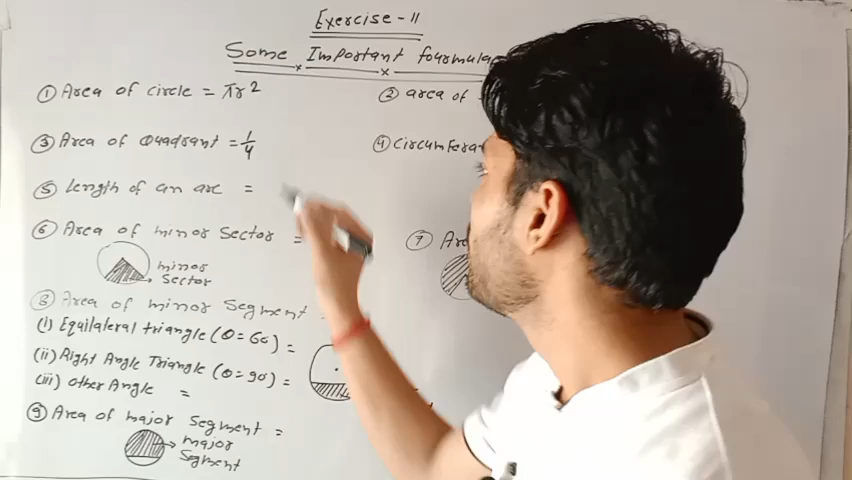 Exercise-11
Some Important fourmula
① Area of circle = πr²
② area of
③ Area of Quadrant = 1/4
④ circumferan
⑤ length of an arc =
⑥ Area of minor Sector =
minor
Sector
⑦ Are
⑧ Area of minor Segment
(i) Equilateral triangle (θ = 60) =
(ii) Right Angle Triangle (θ = 90) =
(iii) other Angle =
⑨ Area of major Segment =
major
Segment